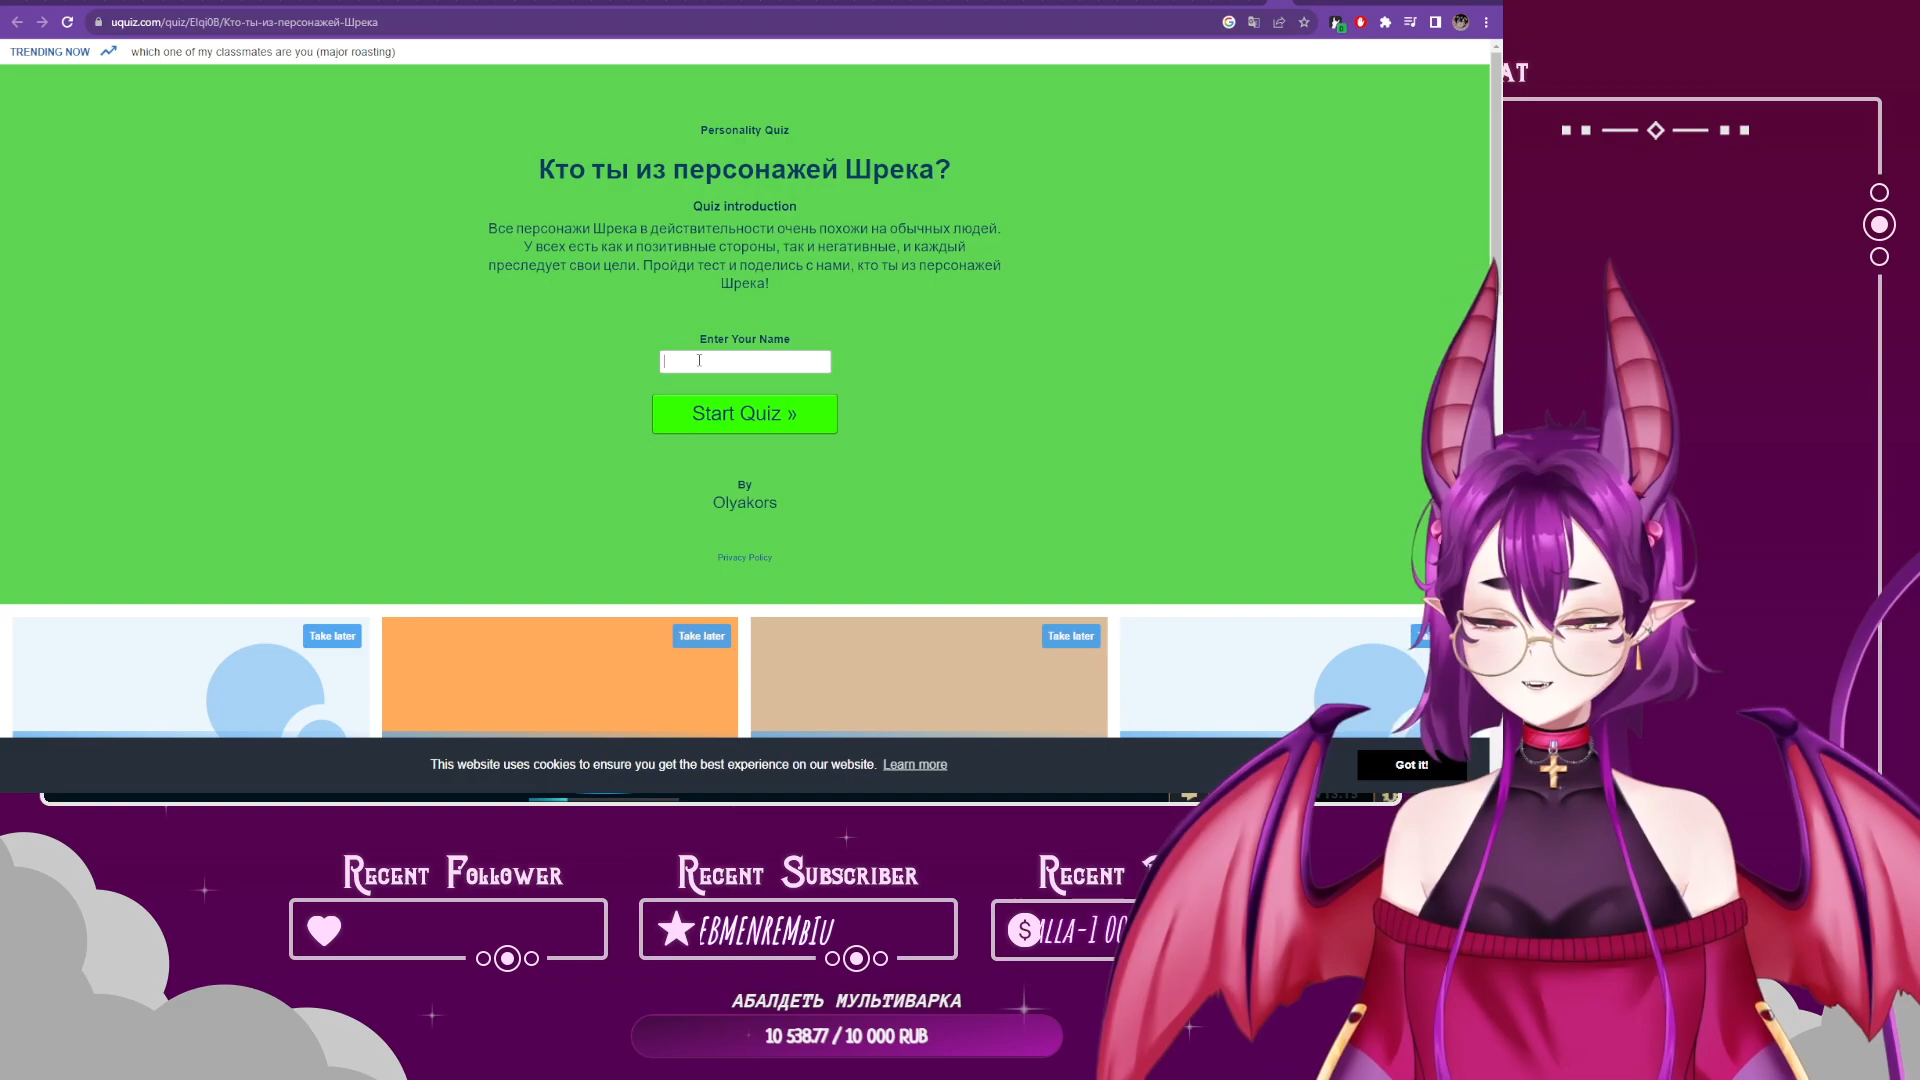 uquiz.com/quiz/EIqi0B/Кто-ты-из-персонажей-Шрека
TRENDING NOW which one of my classmates are you (major roasting)
Personality Quiz
Кто ты из персонажей Шрека?
Quiz introduction
Все персонажи Шрека в действительности очень похожи на обычных людей.
У всех есть как и позитивные стороны, так и негативные, и каждый
преследует свои цели. Пройди тест и поделись с нами, кто ты из персонажей
Шрека!
Enter Your Name
Start Quiz »
By
Olyakors
Privacy Policy
Take later
Take later
Take later
This website uses cookies to ensure you get the best experience on our website. Learn more
Got it!
Recent Follower
Recent Subscriber
EBMENREMbIU
Recent
АБАЛДЕТЬ МУЛЬТИВАРКА
10 538.77 / 10 000 RUB